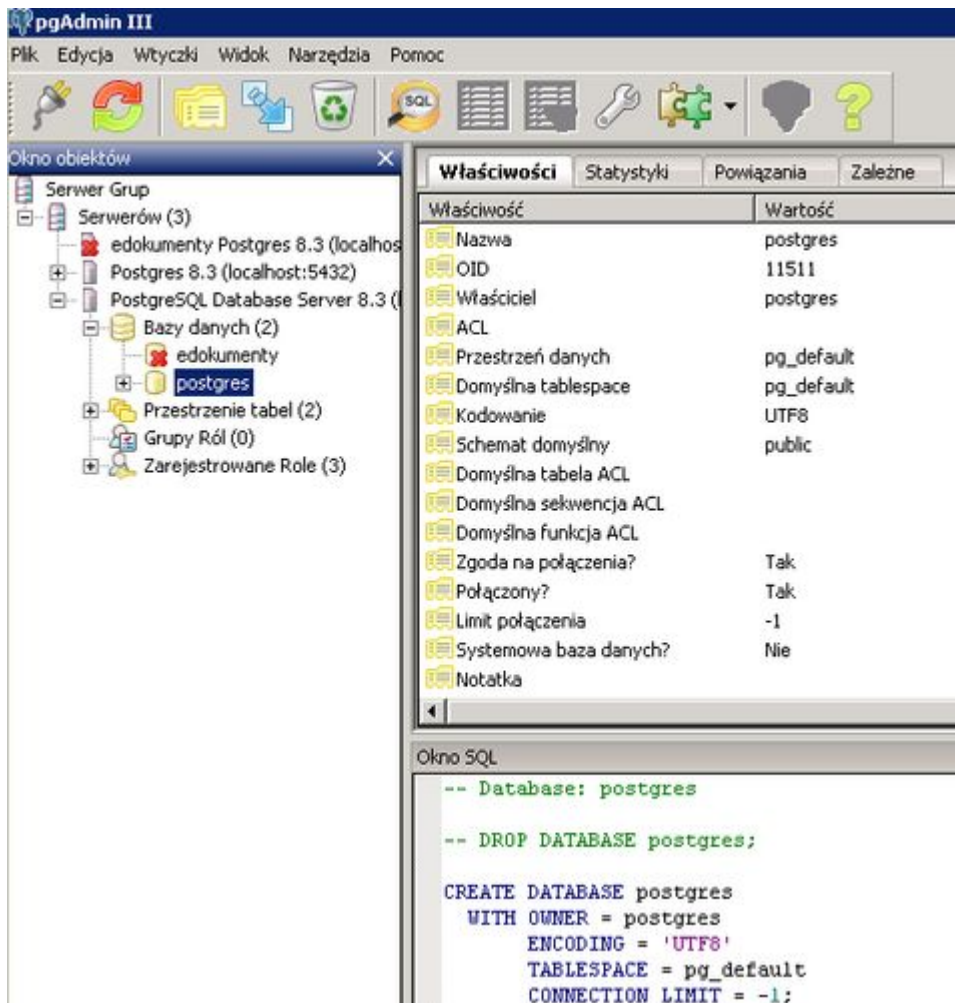 pgAdmin III
Plik Edycja Wtyczki Widok Narzędzia Pomoc
SQL
Okno obiektów
Serwer Grup
Serwerów (3)
edokumenty Postgres 8.3 (localhos
Postgres 8.3 (localhost:5432)
PostgreSQL Database Server 8.3 (l
Bazy danych (2)
edokumenty
postgres
Przestrzenie tabel (2)
Grupy Ról (0)
Zarejestrowane Role (3)
Właściwości Statystyki Powiązania Zależne
Właściwość Wartość
Nazwa postgres
OID 11511
Właściciel postgres
ACL
Przestrzeń danych pg_default
Domyślna tablespace pg_default
Kodowanie UTF8
Schemat domyślny public
Domyślna tabela ACL
Domyślna sekwencja ACL
Domyślna funkcja ACL
Zgoda na połączenia? Tak
Połączony? Tak
Limit połączenia -1
Systemowa baza danych? Nie
Notatka
Okno SQL
-- Database: postgres
-- DROP DATABASE postgres;
CREATE DATABASE postgres
WITH OWNER = postgres
ENCODING = 'UTF8'
TABLESPACE = pg_default
CONNECTION LIMIT = -1;